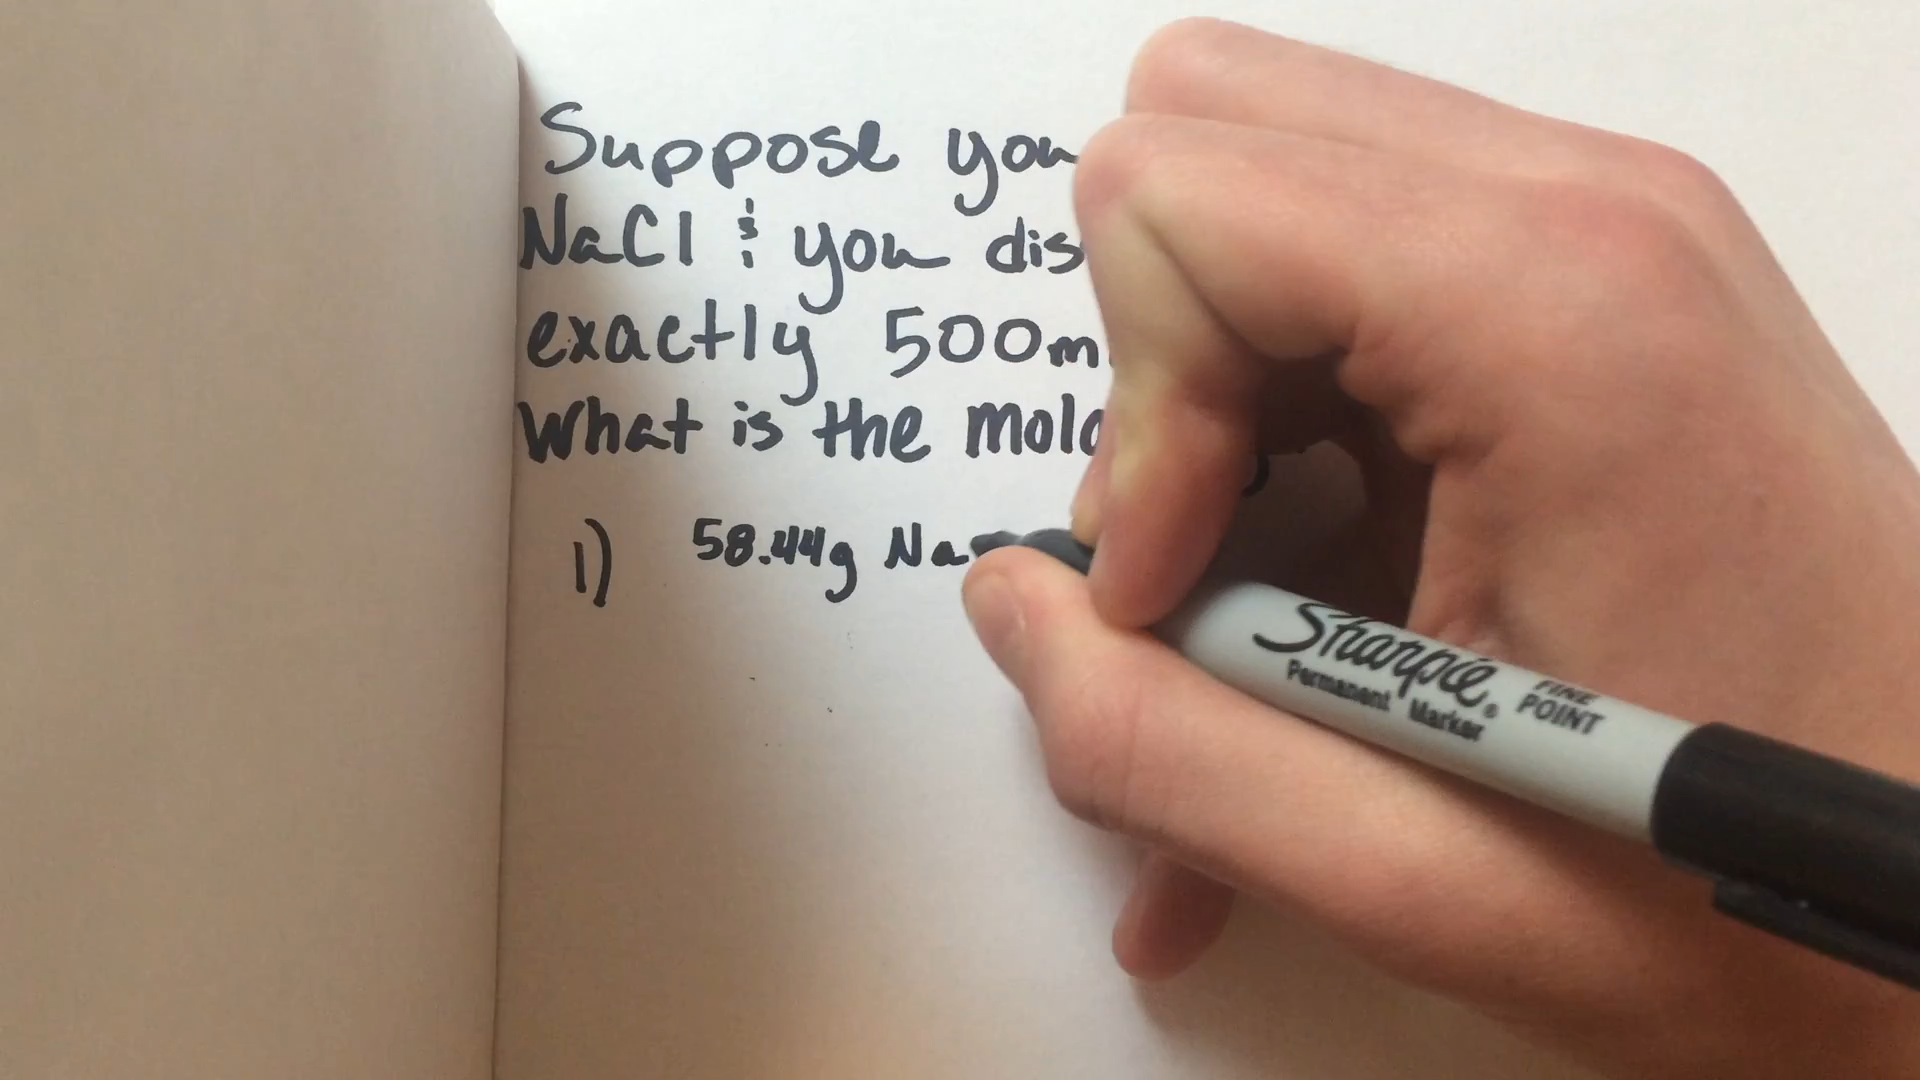 Suppose you
NaCl & you dis
exactly 500m
What is the mola
1) 58.44g Na
Sharpie®
FINE POINT
Permanent Marker